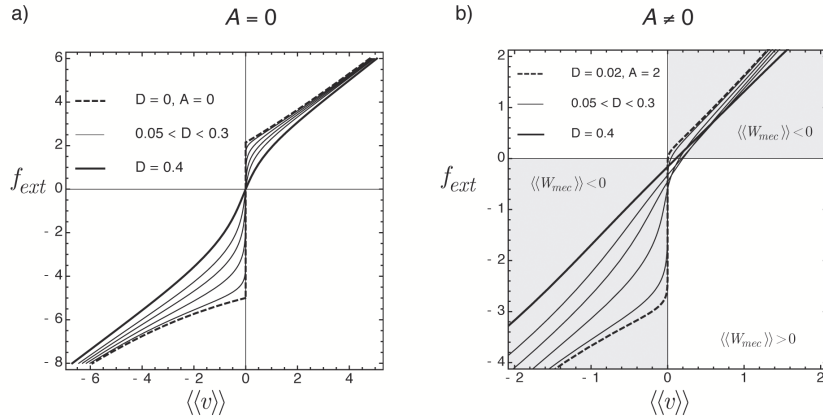 a)
A = 0
6
4
2
0
- 2
- 4
- 6
- 8
f_ext
- 6
- 4
- 2
0
2
4
⟨⟨v⟩⟩
D = 0, A = 0
0.05 < D < 0.3
D = 0.4
b)
A ≠ 0
2
1
0
- 1
- 2
- 3
- 4
f_ext
- 2
- 1
0
1
2
⟨⟨v⟩⟩
D = 0.02, A = 2
0.05 < D < 0.3
D = 0.4
⟨⟨W_mec⟩⟩<0
⟨⟨W_mec⟩⟩<0
⟨⟨W_mec⟩⟩>0